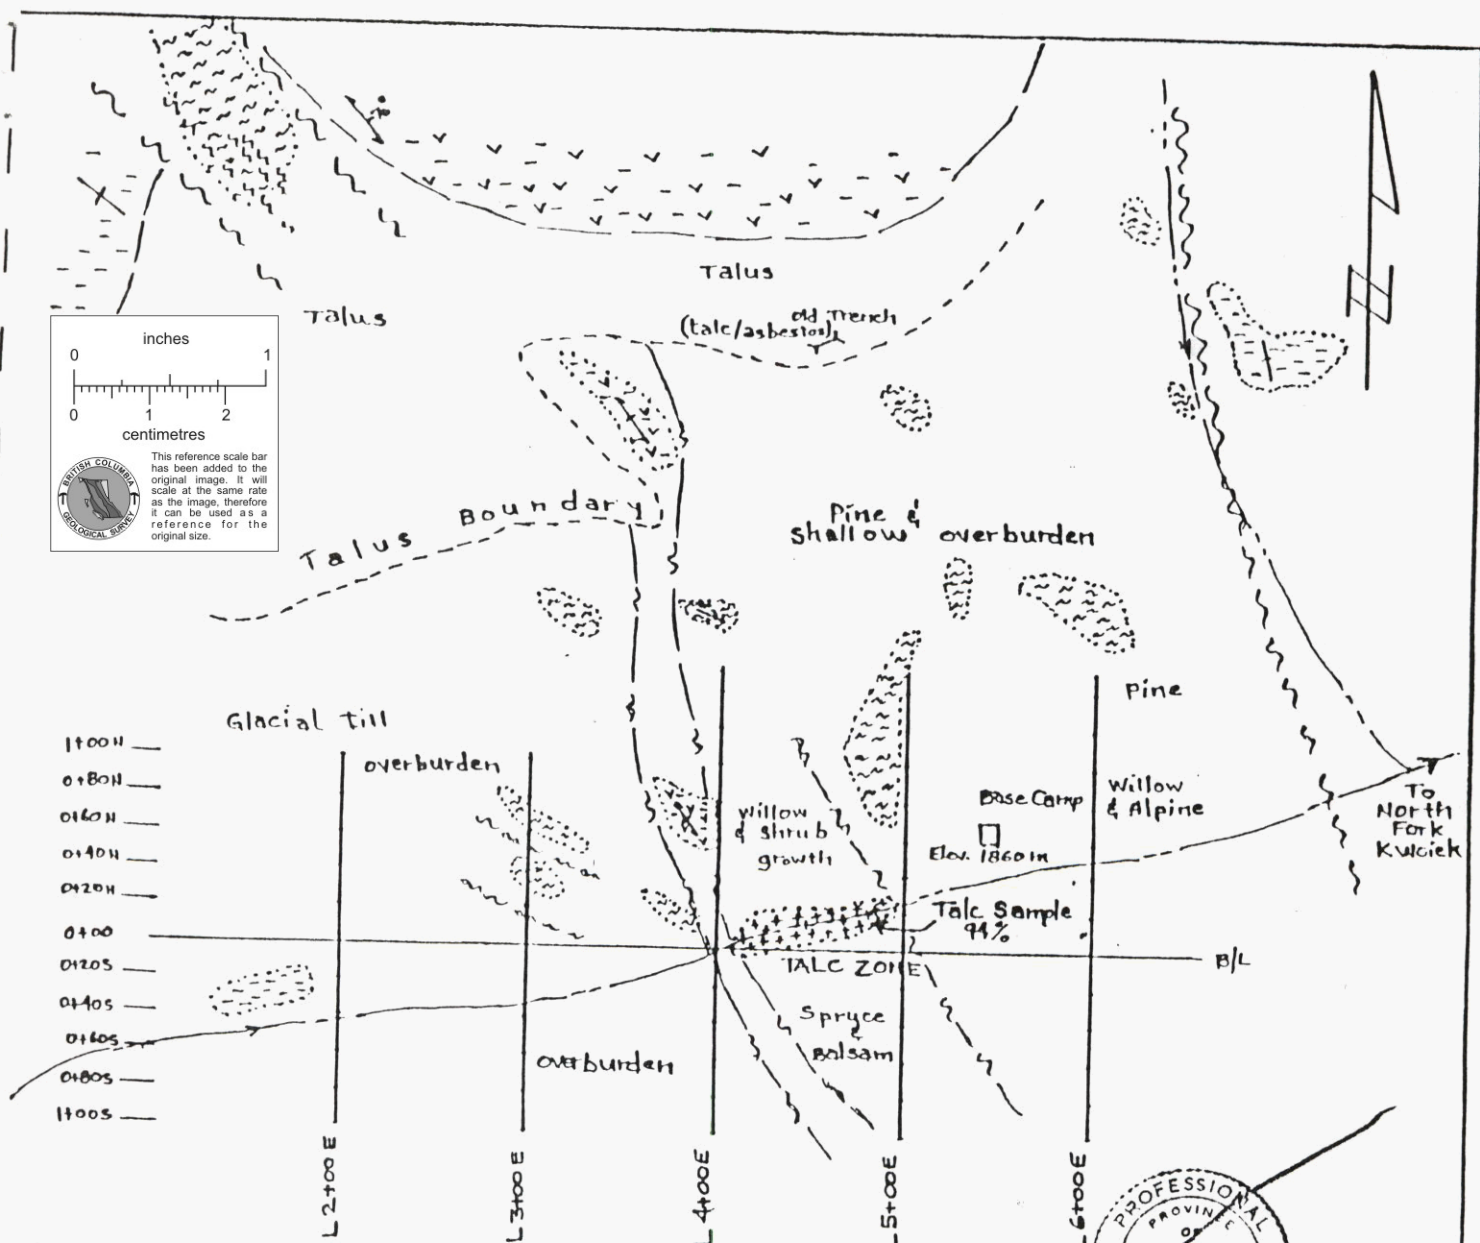 Talus
Talus
old Trench
(talc/asbestos)
inches
0 1
0 1 2
centimetres
BRITISH COLUMBIA
GEOLOGICAL SURVEY
This reference scale bar
has been added to the
original image. It will
scale at the same rate
as the image, therefore
it can be used as a
reference for the
original size.
Talus Boundary
Pine &
Shallow overburden
Pine
Glacial till
overburden
1+00N
0+80N
0+60N
0+40N
0+20N
0+00
0+20S
0+40S
0+60S
0+80S
1+00S
Willow
& Shrub
growth
Base Camp
Elev. 1860m
Willow
& Alpine
To
North
Fork
Kwoiek
Talc Sample
94%
TALC ZONE
B/L
Spryce
&
Balsam
overburden
L 2+00E
L 3+00E
L 4+00E
L 5+00E
6+00E
PROFESSIONAL
PROVINCE
OF